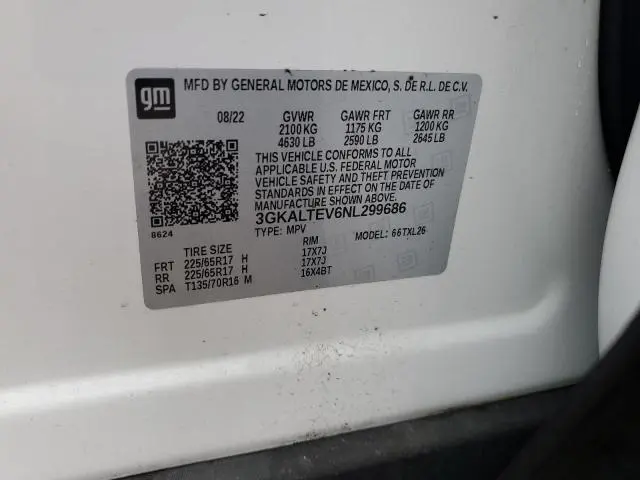 gm
MFD BY GENERAL MOTORS DE MEXICO, S. DE R.L. DE C.V.
08/22 GVWR GAWR FRT GAWR RR
2100 KG 1175 KG 1200 KG
4630 LB 2590 LB 2645 LB
THIS VEHICLE CONFORMS TO ALL
APPLICABLE U.S. FEDERAL MOTOR
VEHICLE SAFETY AND THEFT PREVENTION
STANDARDS IN EFFECT ON THE DATE OF
MANUFACTURE SHOWN ABOVE.
3GKALTEV6NL299686
8624
TYPE: MPV MODEL: 66TXL26
TIRE SIZE RIM
FRT 225/65R17 H 17X7J
RR 225/65R17 H 17X7J
SPA T135/70R16 M 16X4BT